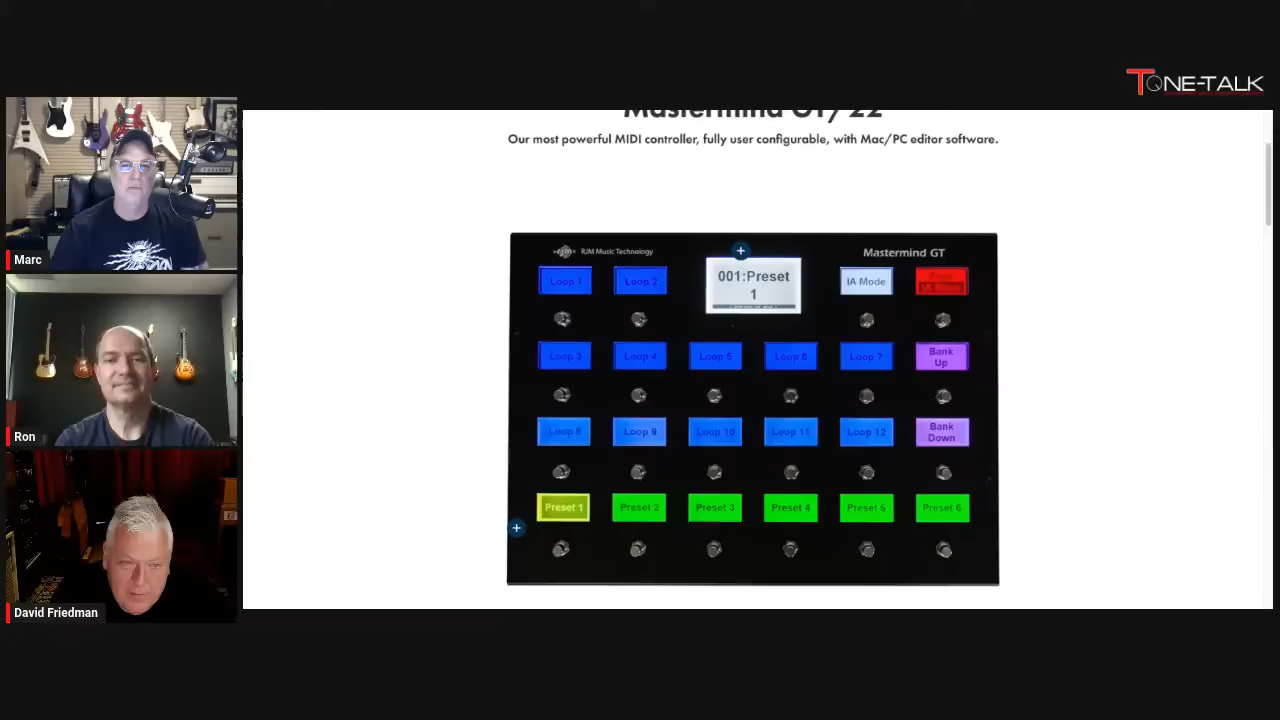 TONE-TALK
Mastermind GT/22
Our most powerful MIDI controller, fully user configurable, with Mac/PC editor software.
Marc
Ron
David Friedman
RJM Music Technology
Mastermind GT
Loop 1
Loop 2
001:Preset
1
IA Mode
Loop 3
Loop 4
Loop 5
Loop 6
Loop 7
Bank
Up
Loop 8
Loop 9
Loop 10
Loop 11
Loop 12
Bank
Down
Preset 1
Preset 2
Preset 3
Preset 4
Preset 5
Preset 6